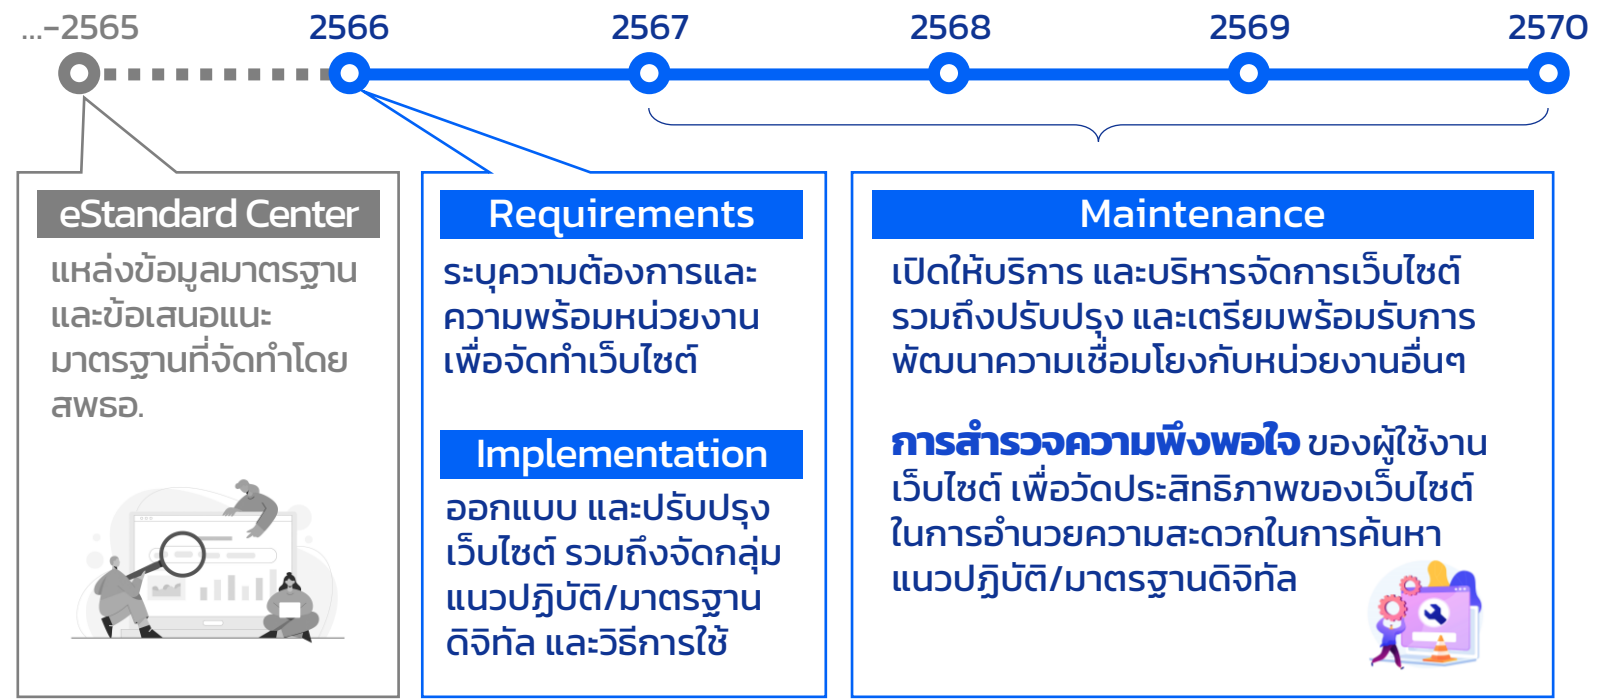 ...-2565
2566
2567
2568
2569
2570
eStandard Center
แหล่งข้อมูลมาตรฐาน
และข้อเสนอแนะ
มาตรฐานที่จัดทำโดย
สพธอ.
Requirements
ระบุความต้องการและ
ความพร้อมหน่วยงาน
เพื่อจัดทำเว็บไซต์
Implementation
ออกแบบ และปรับปรุง
เว็บไซต์ รวมถึงจัดกลุ่ม
แนวปฏิบัติ/มาตรฐาน
ดิจิทัล และวิธีการใช้
Maintenance
เปิดให้บริการ และบริหารจัดการเว็บไซต์
รวมถึงปรับปรุง และเตรียมพร้อมรับการ
พัฒนาความเชื่อมโยงกับหน่วยงานอื่นๆ
การสำรวจความพึงพอใจ ของผู้ใช้งาน
เว็บไซต์ เพื่อวัดประสิทธิภาพของเว็บไซต์
ในการอำนวยความสะดวกในการค้นหา
แนวปฏิบัติ/มาตรฐานดิจิทัล